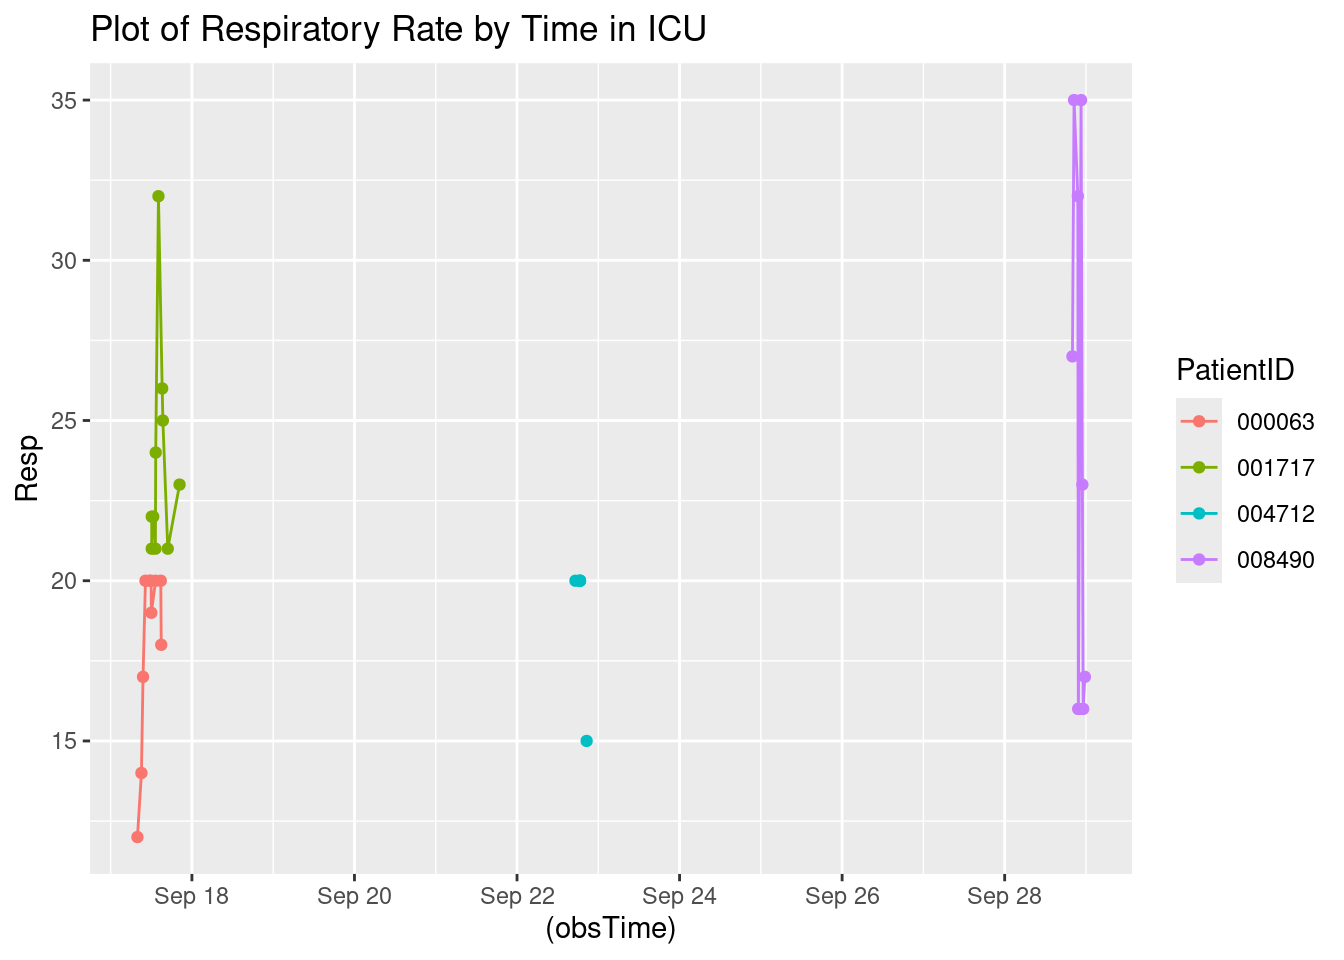 Plot of Respiratory Rate by Time in ICU
35
30
25
20
15
Resp
Sep 18
Sep 20
Sep 22
Sep 24
Sep 26
Sep 28
(obsTime)
PatientID
000063
001717
004712
008490